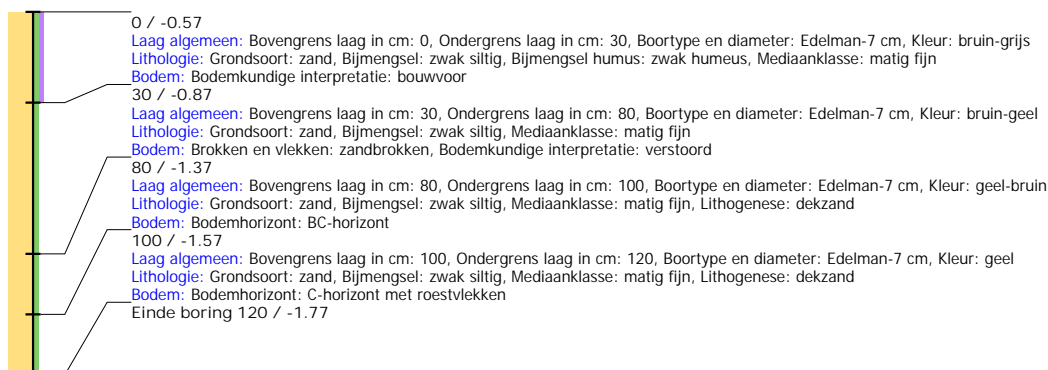 0 / -0.57
Laag algemeen: Bovengrens laag in cm: 0, Ondergrens laag in cm: 30, Boortype en diameter: Edelman-7 cm, Kleur: bruin-grijs
Lithologie: Grondsoort: zand, Bijmengsel: zwak siltig, Bijmengsel humus: zwak humeus, Mediaanklasse: matig fijn
Bodem: Bodemkundige interpretatie: bouwvoor
30 / -0.87
Laag algemeen: Bovengrens laag in cm: 30, Ondergrens laag in cm: 80, Boortype en diameter: Edelman-7 cm, Kleur: bruin-geel
Lithologie: Grondsoort: zand, Bijmengsel: zwak siltig, Mediaanklasse: matig fijn
Bodem: Brokken en vlekken: zandbrokken, Bodemkundige interpretatie: verstoord
80 / -1.37
Laag algemeen: Bovengrens laag in cm: 80, Ondergrens laag in cm: 100, Boortype en diameter: Edelman-7 cm, Kleur: geel-bruin
Lithologie: Grondsoort: zand, Bijmengsel: zwak siltig, Mediaanklasse: matig fijn, Lithogenese: dekzand
Bodem: Bodemhorizont: BC-horizont
100 / -1.57
Laag algemeen: Bovengrens laag in cm: 100, Ondergrens laag in cm: 120, Boortype en diameter: Edelman-7 cm, Kleur: geel
Lithologie: Grondsoort: zand, Bijmengsel: zwak siltig, Mediaanklasse: matig fijn, Lithogenese: dekzand
Bodem: Bodemhorizont: C-horizont met roestvlekken
Einde boring 120 / -1.77